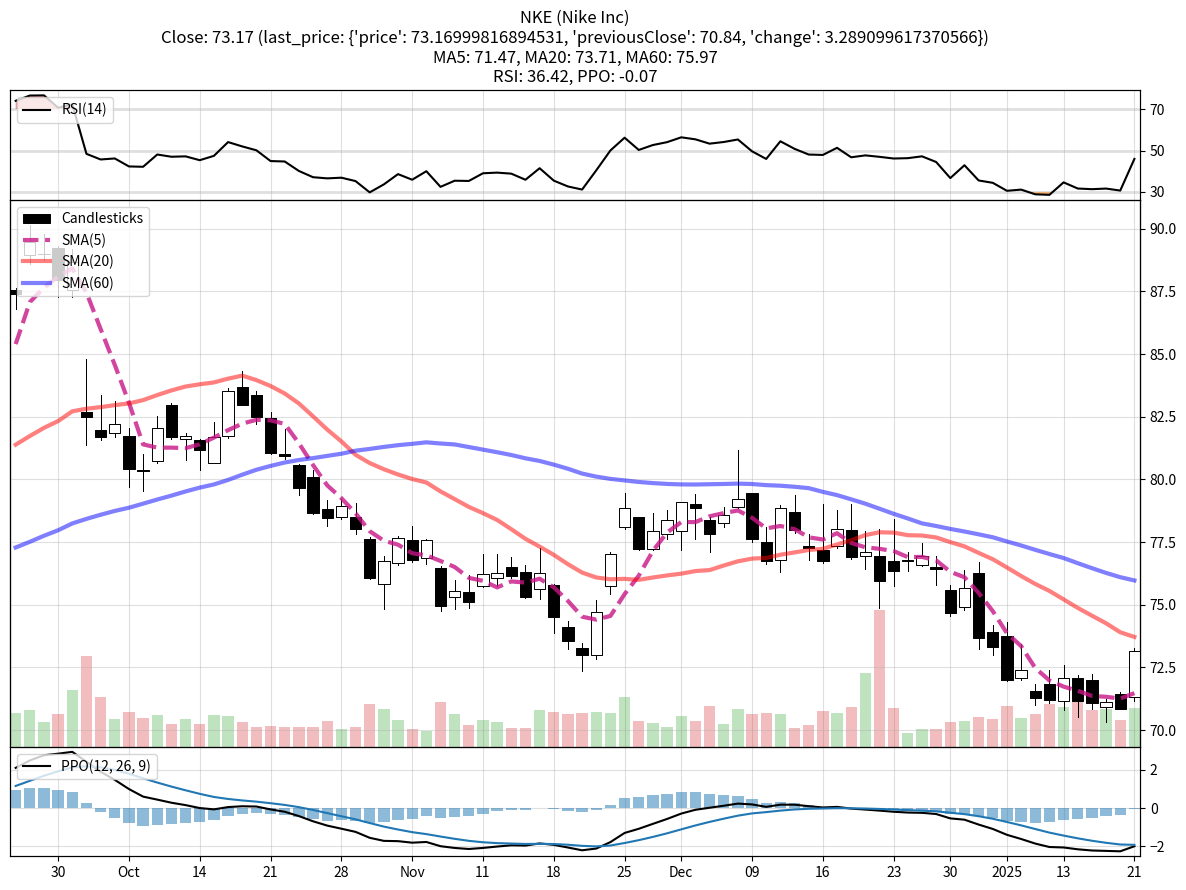 NKE (Nike Inc)
Close: 73.17 (last_price: {'price': 73.16999816894531, 'previousClose': 70.84, 'change': 3.289099617370566})
MA5: 71.47, MA20: 73.71, MA60: 75.97
RSI: 36.42, PPO: -0.07
RSI(14)
70
50
30
Candlesticks
SMA(5)
SMA(20)
SMA(60)
90.0
87.5
85.0
82.5
80.0
77.5
75.0
72.5
70.0
PPO(12, 26, 9)
2
0
−2
30 Oct 14 21 28 Nov 11 18 25 Dec 09 16 23 30 2025 13 21